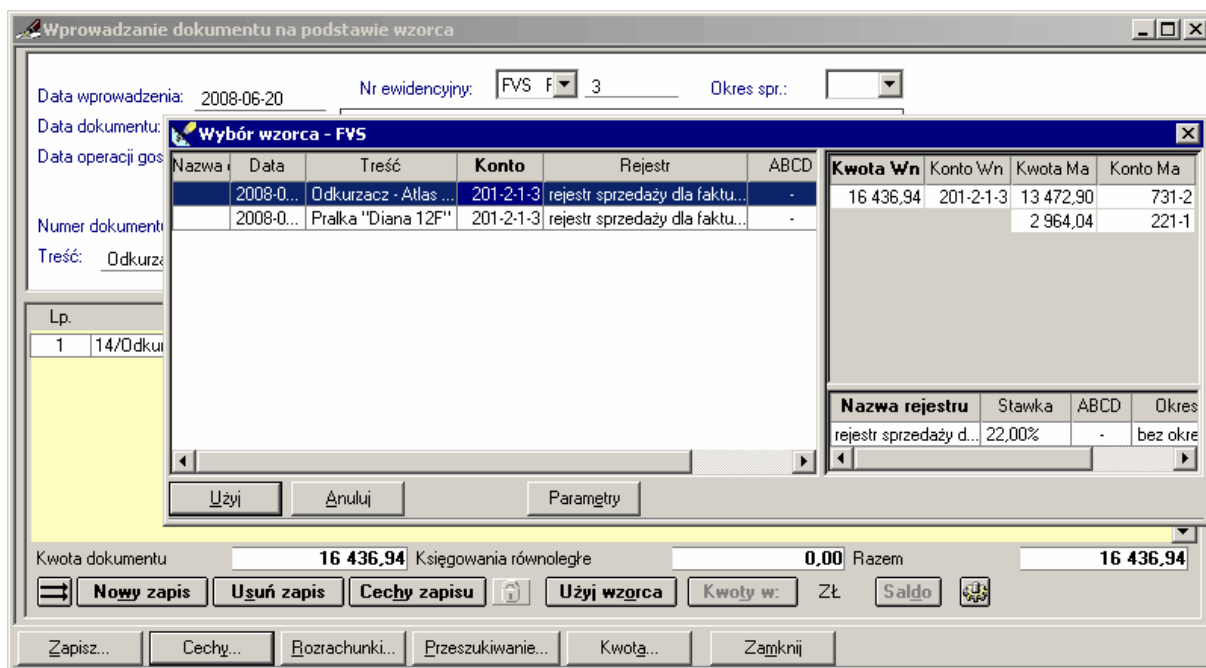 Wprowadzanie dokumentu na podstawie wzorca
Data wprowadzenia: 2008-06-20 Nr ewidencyjny: FVS F 3 Okres spr.:
Data dokumentu:
Data operacji gos
Numer dokumentu
Treść: Odkurza
Wybór wzorca - FVS
Nazwa Data Treść Konto Rejestr ABCD
2008-0... Odkurzacz - Atlas ... 201-2-1-3 rejestr sprzedaży dla faktu... -
2008-0... Pralka "Diana 12F" 201-2-1-3 rejestr sprzedaży dla faktu... -
Kwota Wn Konto Wn Kwota Ma Konto Ma
16 436,94 201-2-1-3 13 472,90 731-2
2 964,04 221-1
Nazwa rejestru Stawka ABCD Okres
rejestr sprzedaży d... 22,00% - bez okre
Użyj Anuluj Parametry
Lp.
1 14/Odkur
Kwota dokumentu 16 436,94 Księgowania równoległe 0,00 Razem 16 436,94
Nowy zapis Usuń zapis Cechy zapisu Użyj wzorca Kwoty w: ZŁ Saldo
Zapisz... Cechy... Rozrachunki... Przeszukiwanie... Kwota... Zamknij